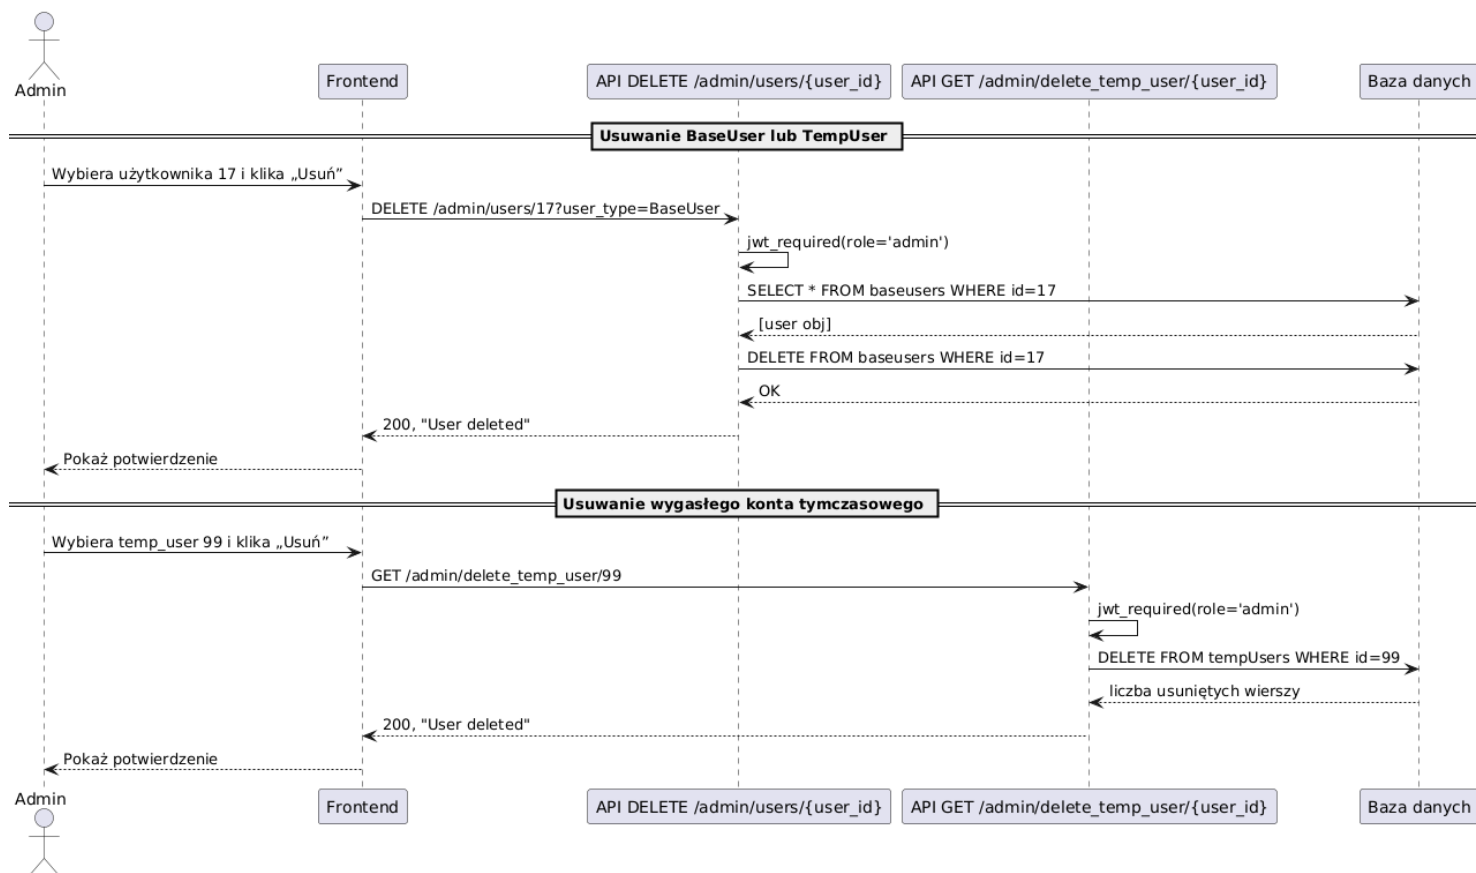 Admin
Frontend
API DELETE /admin/users/{user_id}
API GET /admin/delete_temp_user/{user_id}
Baza danych
Usuwanie BaseUser lub TempUser
Wybiera użytkownika 17 i klika „Usuń”
DELETE /admin/users/17?user_type=BaseUser
jwt_required(role='admin')
SELECT * FROM baseusers WHERE id=17
[user obj]
DELETE FROM baseusers WHERE id=17
OK
200, "User deleted"
Pokaż potwierdzenie
Usuwanie wygasłego konta tymczasowego
Wybiera temp_user 99 i klika „Usuń”
GET /admin/delete_temp_user/99
jwt_required(role='admin')
DELETE FROM tempUsers WHERE id=99
liczba usuniętych wierszy
200, "User deleted"
Pokaż potwierdzenie
Admin
Frontend
API DELETE /admin/users/{user_id}
API GET /admin/delete_temp_user/{user_id}
Baza danych